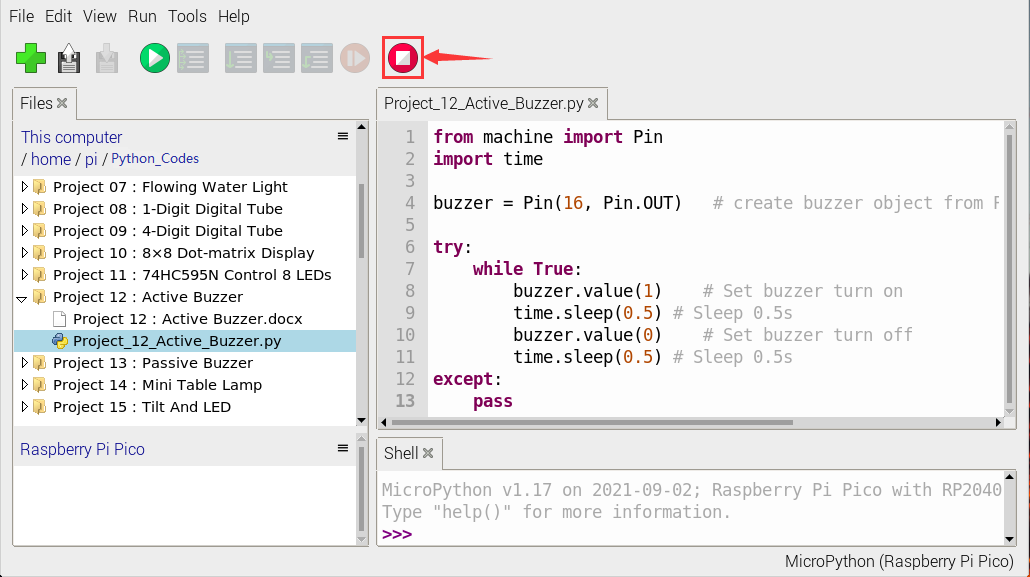 File Edit View Run Tools Help
Files
This computer
/ home / pi / Python_Codes
Project 07 : Flowing Water Light
Project 08 : 1-Digit Digital Tube
Project 09 : 4-Digit Digital Tube
Project 10 : 8×8 Dot-matrix Display
Project 11 : 74HC595N Control 8 LEDs
Project 12 : Active Buzzer
Project 12 : Active Buzzer.docx
Project_12_Active_Buzzer.py
Project 13 : Passive Buzzer
Project 14 : Mini Table Lamp
Project 15 : Tilt And LED
Raspberry Pi Pico
Project_12_Active_Buzzer.py
1 from machine import Pin
2 import time
3
4 buzzer = Pin(16, Pin.OUT)   # create buzzer object from
5
6 try:
7     while True:
8         buzzer.value(1)    # Set buzzer turn on
9         time.sleep(0.5) # Sleep 0.5s
10         buzzer.value(0)    # Set buzzer turn off
11         time.sleep(0.5) # Sleep 0.5s
12 except:
13     pass
Shell
MicroPython v1.17 on 2021-09-02; Raspberry Pi Pico with RP2040
Type "help()" for more information.
>>>
MicroPython (Raspberry Pi Pico)